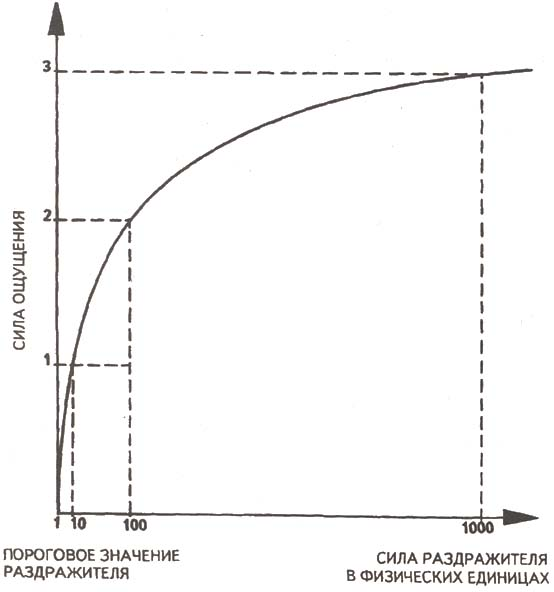 3
2
1
СИЛА ОЩУЩЕНИЯ
1 10 100 1000
ПОРОГОВОЕ ЗНАЧЕНИЕ
РАЗДРАЖИТЕЛЯ
СИЛА РАЗДРАЖИТЕЛЯ
В ФИЗИЧЕСКИХ ЕДИНИЦАХ